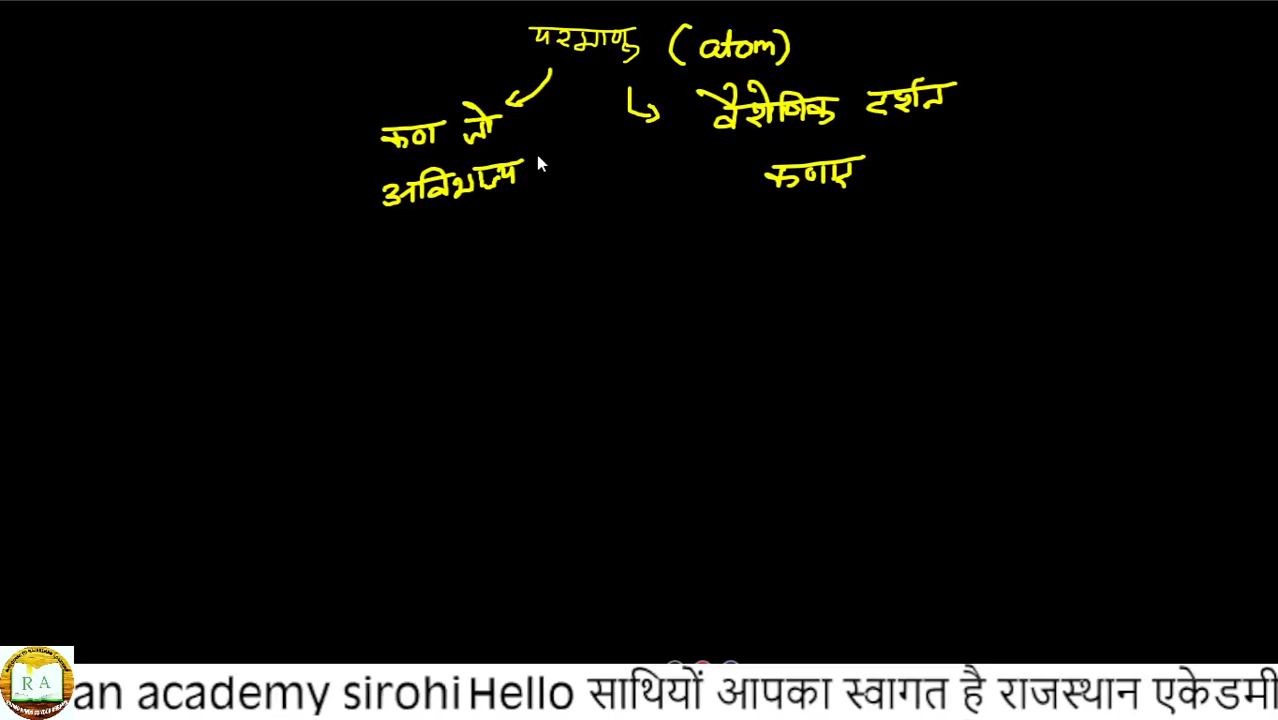 परमाणु (atom)
कण जो
अविभाज्य
वैशेषिक दर्शन
कणाद
R A
an academy sirohi Hello साथियों आपका स्वागत है राजस्थान एकेडमी